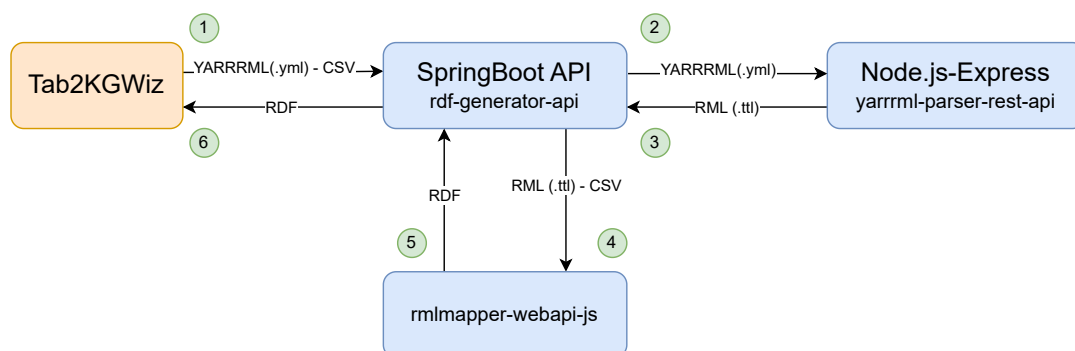 1
2
YARRRML(.yml) - CSV
YARRRML(.yml)
Tab2KGWiz
SpringBoot API
rdf-generator-api
Node.js-Express
yarrrml-parser-rest-api
RDF
RML (.ttl)
6
3
RDF
RML (.ttl) - CSV
5
4
rmlmapper-webapi-js